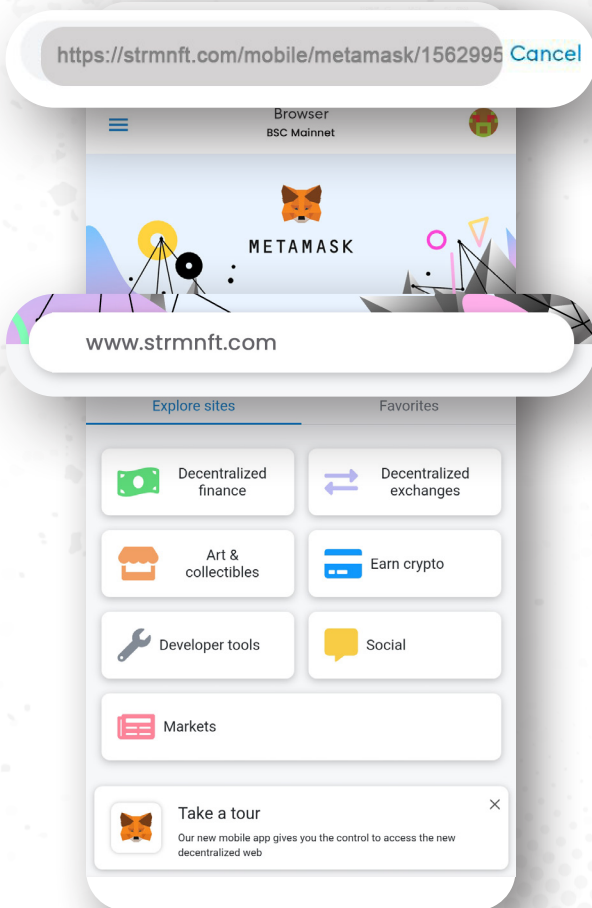 https://strmnft.com/mobile/metamask/1562995 Cancel
Browser
BSC Mainnet
METAMASK
www.strmnft.com
Explore sites Favorites
Decentralized
finance
Decentralized
exchanges
Art &
collectibles
Earn crypto
Developer tools
Social
Markets
Take a tour
Our new mobile app gives you the control to access the new
decentralized web